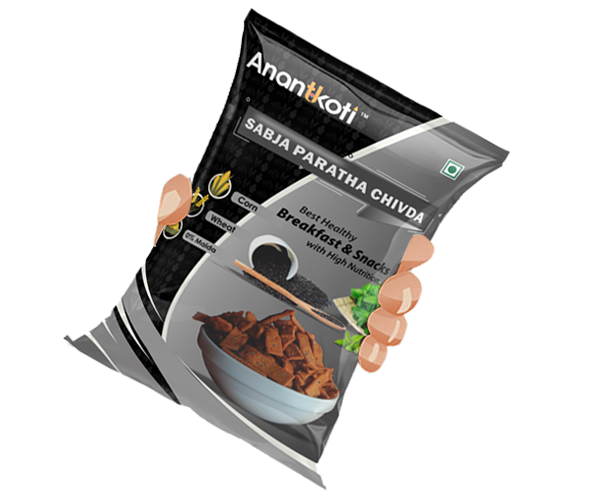 Anantkoti™
SABJA PARATHA CHIVDA
Corn
Wheat
0% Maida
Best Healthy
Breakfast & Snacks
with High Nutrition